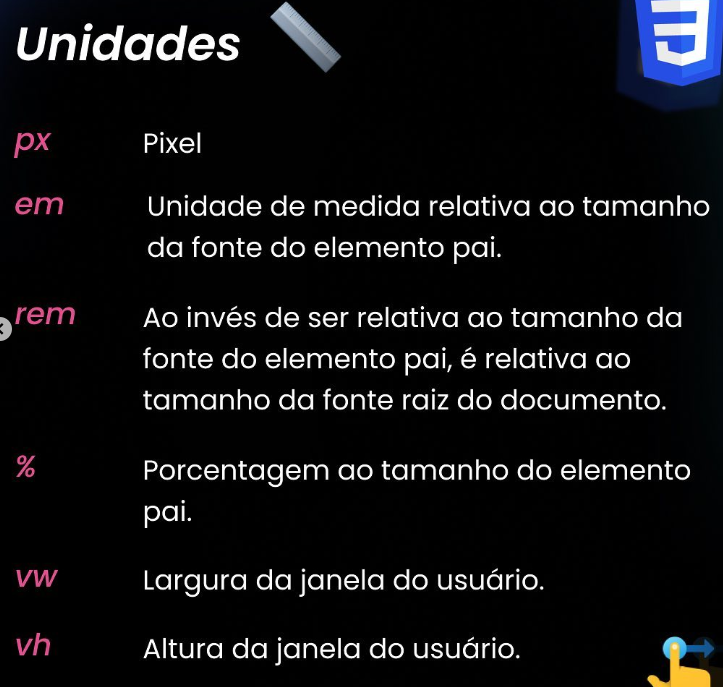 Unidades
px Pixel
em Unidade de medida relativa ao tamanho
da fonte do elemento pai.
rem Ao invés de ser relativa ao tamanho da
fonte do elemento pai, é relativa ao
tamanho da fonte raiz do documento.
% Porcentagem ao tamanho do elemento
pai.
vw Largura da janela do usuário.
vh Altura da janela do usuário.